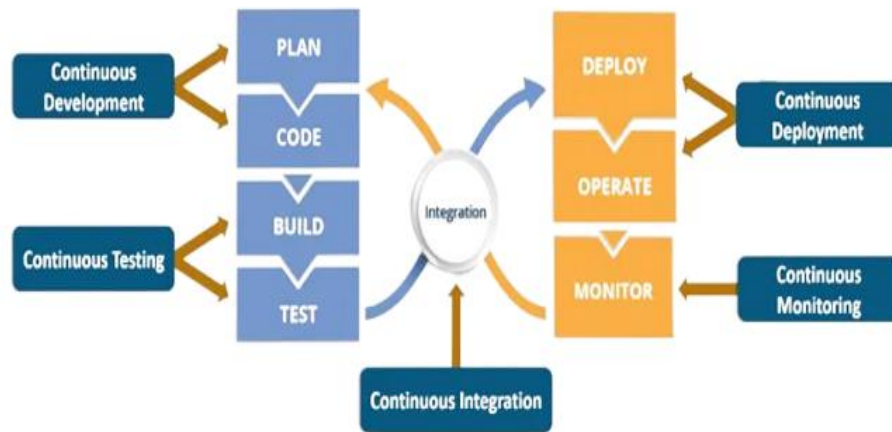 PLAN
Continuous
Development
CODE
BUILD
Continuous Testing
TEST
Integration
DEPLOY
Continuous
Deployment
OPERATE
MONITOR
Continuous
Monitoring
Continuous Integration